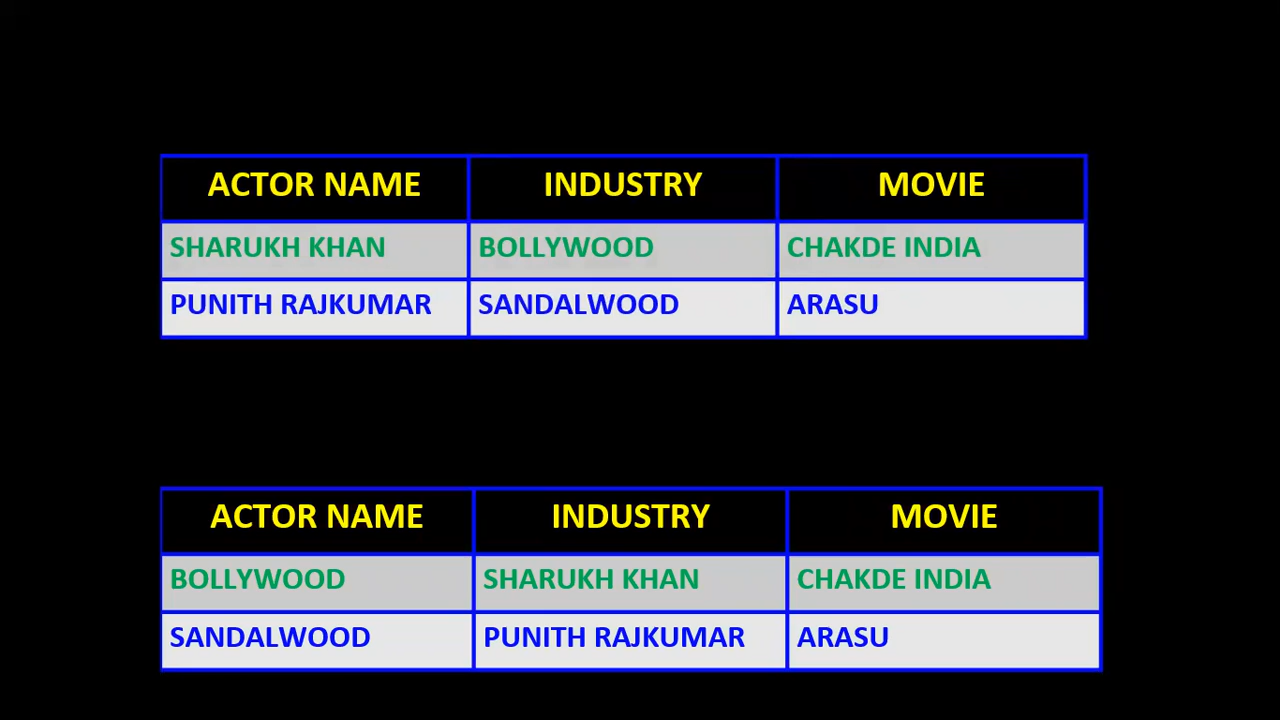 ACTOR NAME INDUSTRY MOVIE
SHARUKH KHAN BOLLYWOOD CHAKDE INDIA
PUNITH RAJKUMAR SANDALWOOD ARASU
ACTOR NAME INDUSTRY MOVIE
BOLLYWOOD SHARUKH KHAN CHAKDE INDIA
SANDALWOOD PUNITH RAJKUMAR ARASU